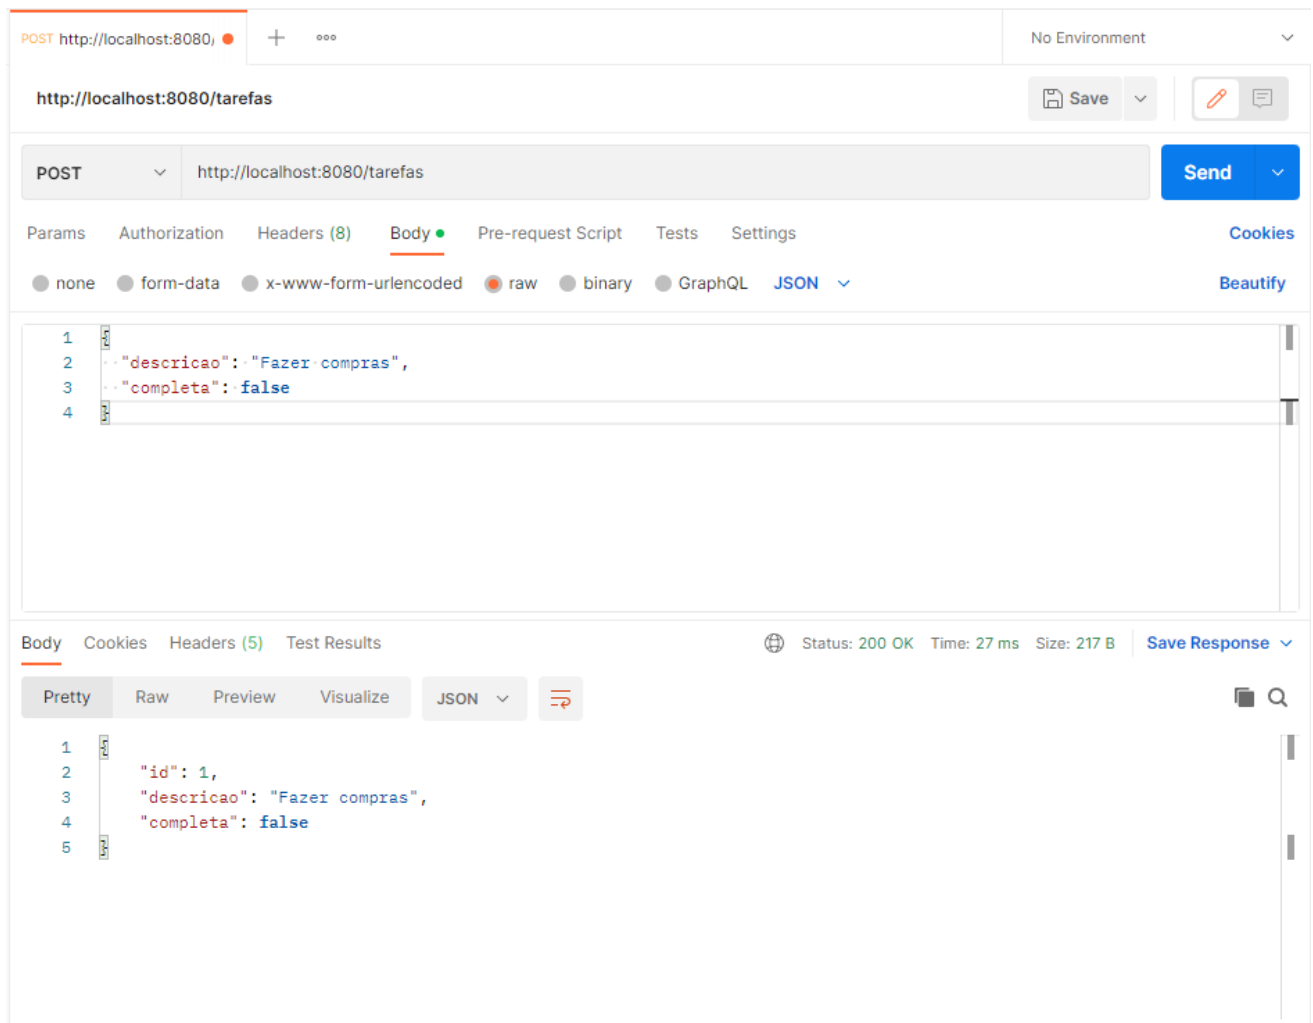 POST http://localhost:8080/ + ooo No Environment
http://localhost:8080/tarefas Save
POST http://localhost:8080/tarefas Send
Params Authorization Headers (8) Body Pre-request Script Tests Settings Cookies
none form-data x-www-form-urlencoded raw binary GraphQL JSON Beautify
1 {
2 "descricao": "Fazer compras",
3 "completa": false
4 }
Body Cookies Headers (5) Test Results Status: 200 OK Time: 27 ms Size: 217 B Save Response
Pretty Raw Preview Visualize JSON
1 {
2 "id": 1,
3 "descricao": "Fazer compras",
4 "completa": false
5 }